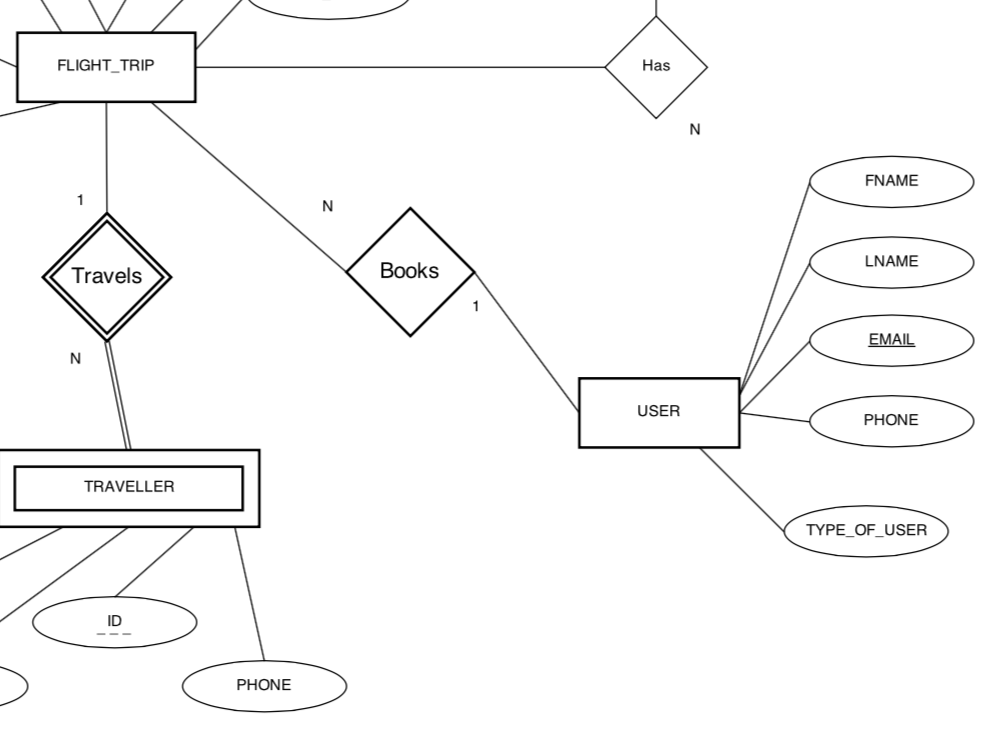 FLIGHT_TRIP
Has
N
FNAME
1
N
LNAME
Travels
Books
1
EMAIL
N
USER
PHONE
TRAVELLER
TYPE_OF_USER
ID
PHONE